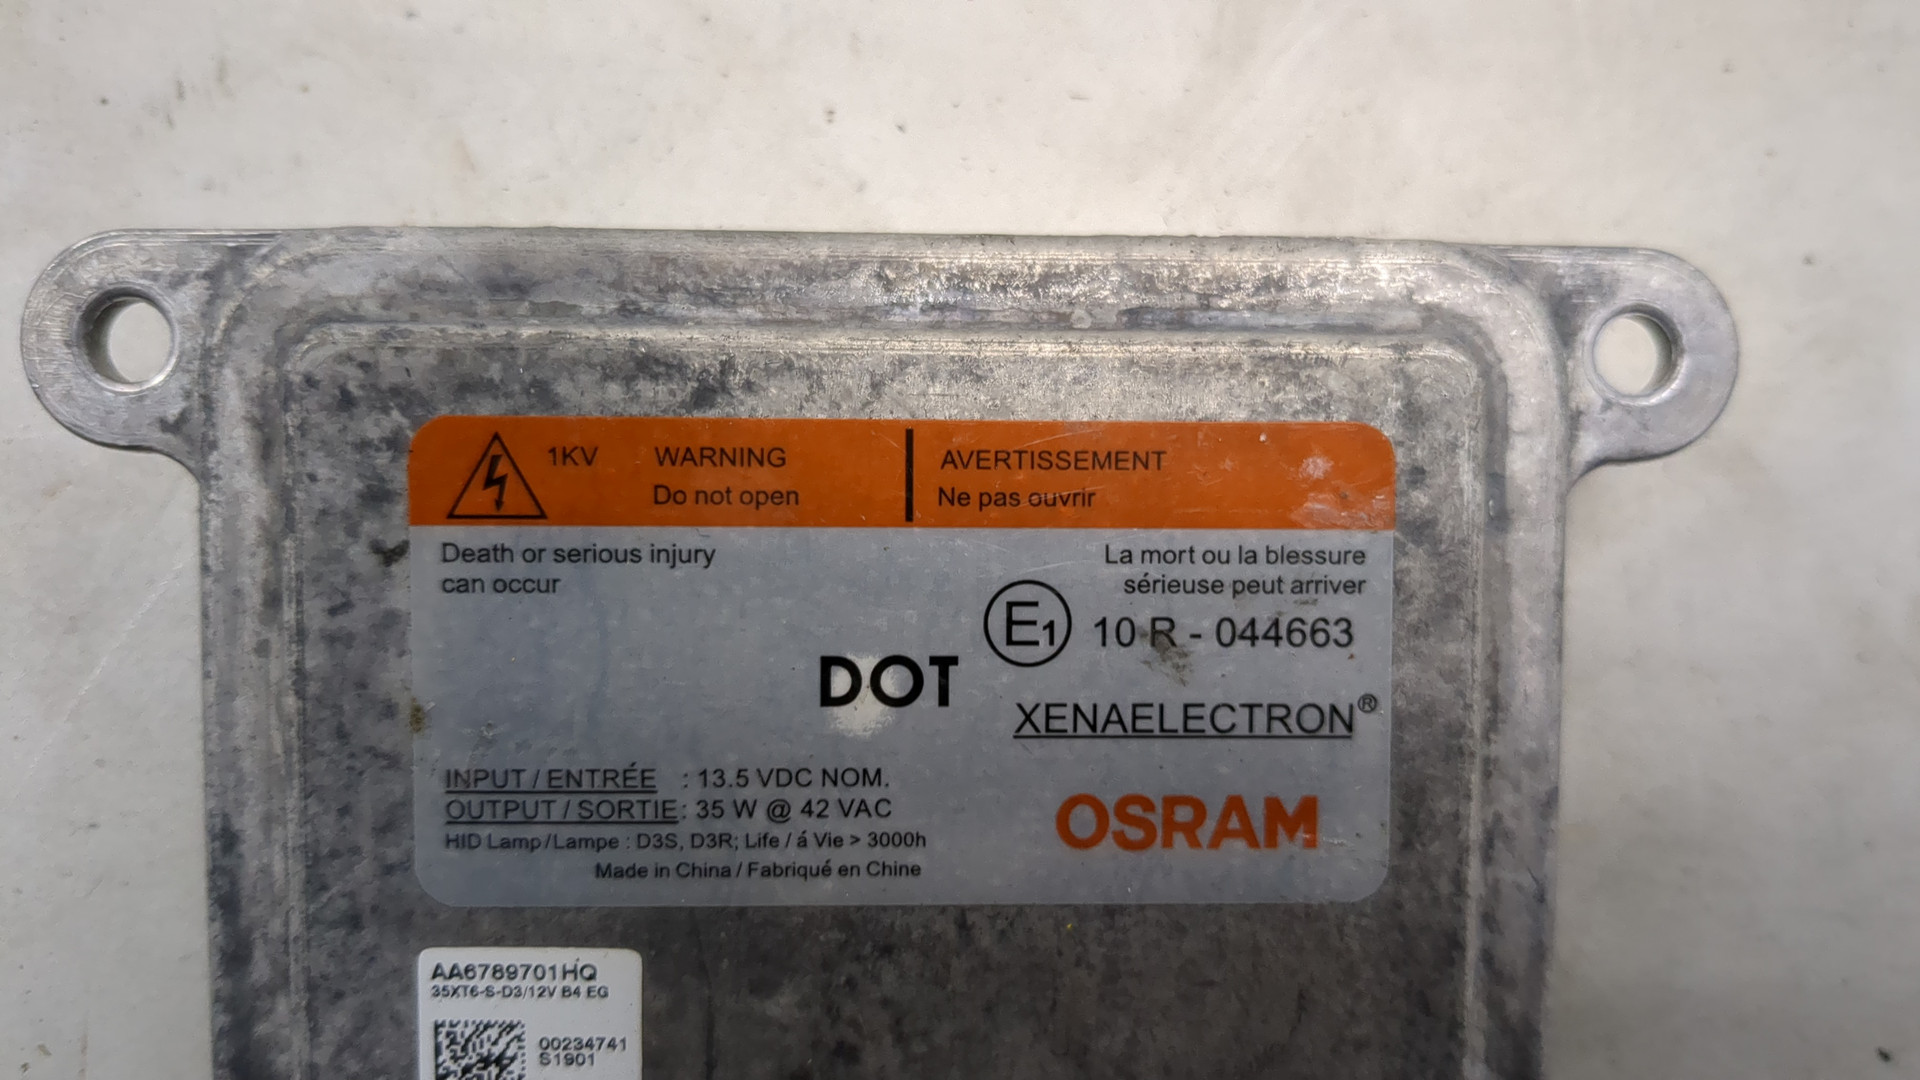 1KV
WARNING
Do not open
AVERTISSEMENT
Ne pas ouvrir
Death or serious injury
can occur
La mort ou la blessure
sérieuse peut arriver
E1 10 R - 044663
DOT
XENAELECTRON®
INPUT / ENTRÉE : 13.5 VDC NOM.
OUTPUT / SORTIE : 35 W @ 42 VAC
HID Lamp/Lampe : D3S, D3R; Life / á Vie > 3000h
Made in China / Fabriqué en Chine
OSRAM
AA6789701HQ
35XT6-S-D3/12V B4 EG
00234741
S1901